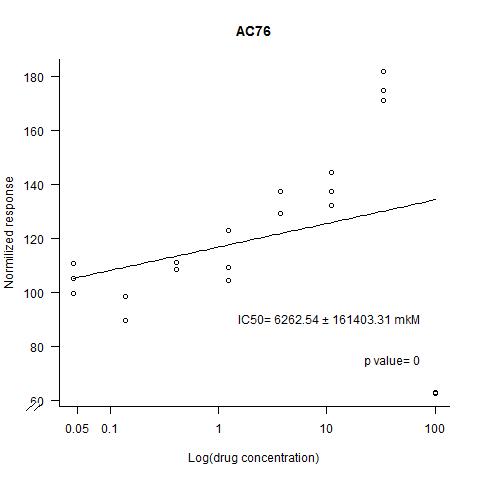 AC76
180
160
140
120
100
80
60
Normilized response
IC50= 6262.54 ± 161403.31 mkM
p value= 0
0.05 0.1 1 10 100
Log(drug concentration)